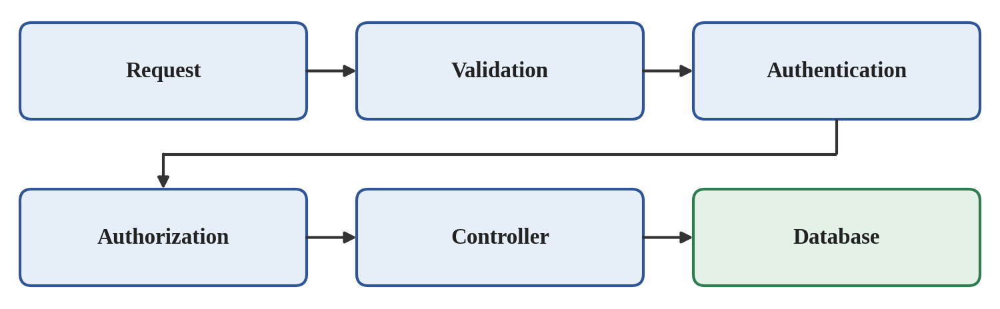 Request
Validation
Authentication
Authorization
Controller
Database